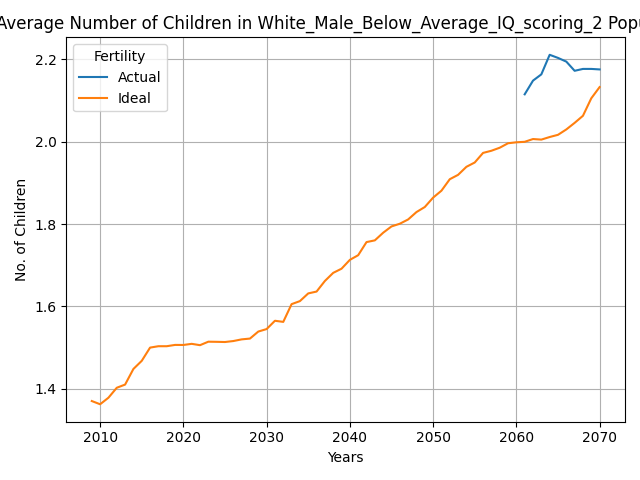 Average Number of Children in White_Male_Below_Average_IQ_scoring_2 Popu
Fertility
Actual
Ideal
2.2
2.0
1.8
1.6
1.4
No. of Children
2010 2020 2030 2040 2050 2060 2070
Years